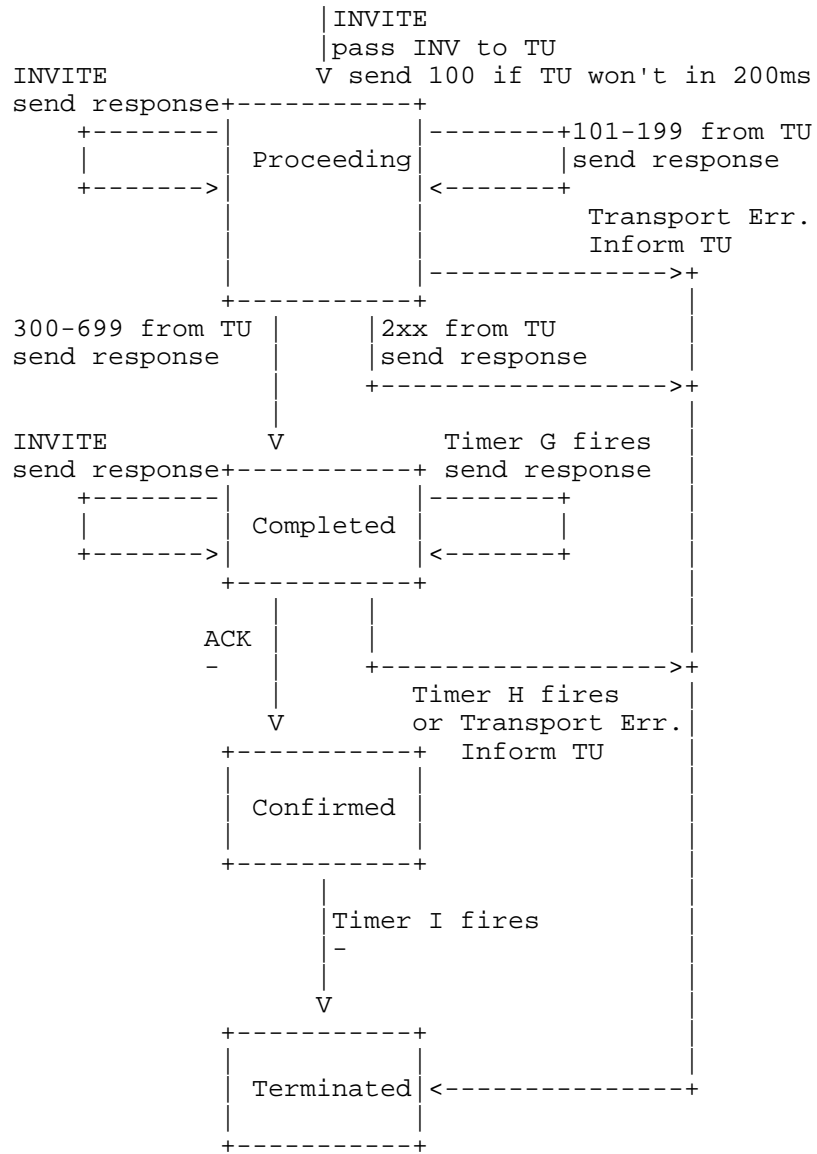 INVITE
pass INV to TU
INVITE V send 100 if TU won't in 200ms
send response
101-199 from TU
Proceeding send response
Transport Err.
Inform TU
300-699 from TU 2xx from TU
send response send response
INVITE V Timer G fires
send response send response
Completed
ACK
-
Timer H fires
V or Transport Err.
Inform TU
Confirmed
Timer I fires
-
V
Terminated